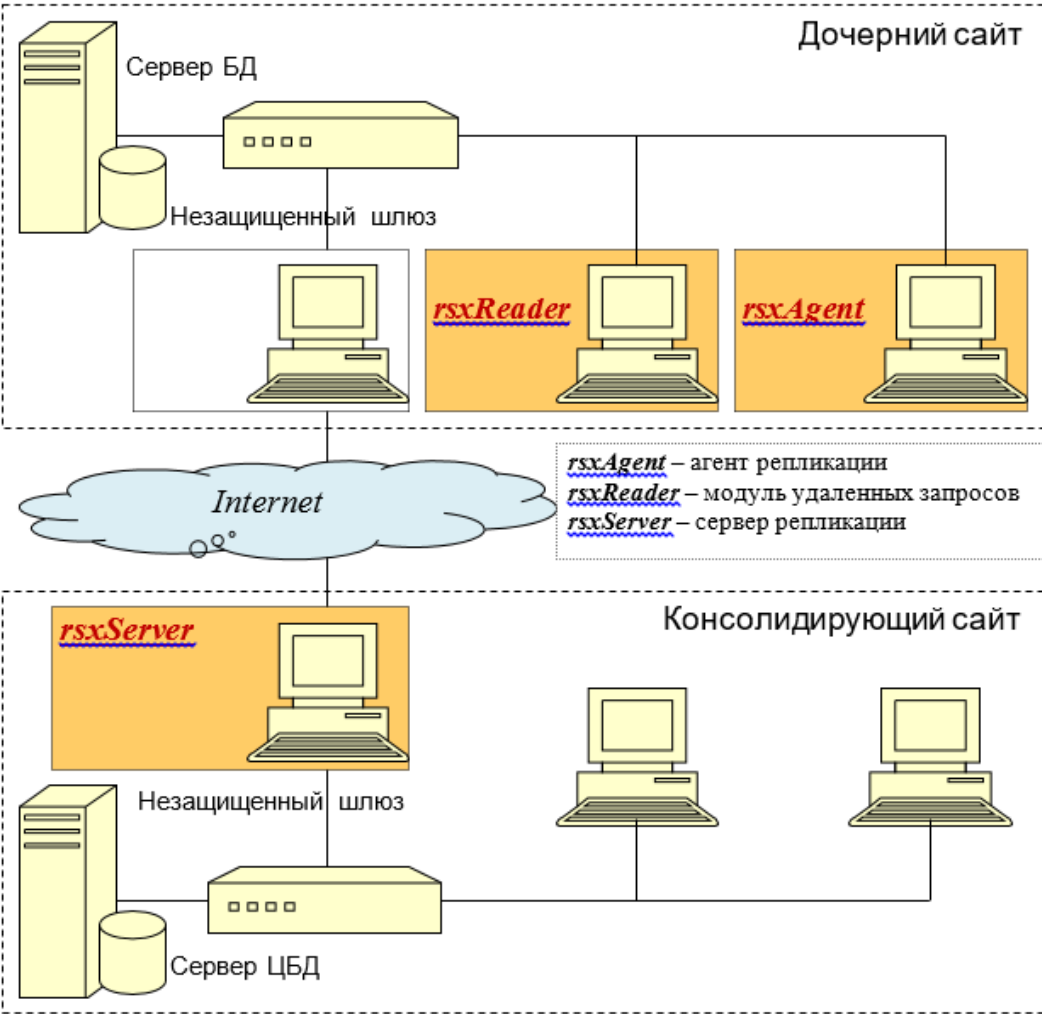 Дочерний сайт
Сервер БД
Незащищенный шлюз
rsxReader
rsxAgent
Internet
rsxAgent – агент репликации
rsxReader – модуль удаленных запросов
rsxServer – сервер репликации
Консолидирующий сайт
rsxServer
Незащищенный шлюз
Сервер ЦБД